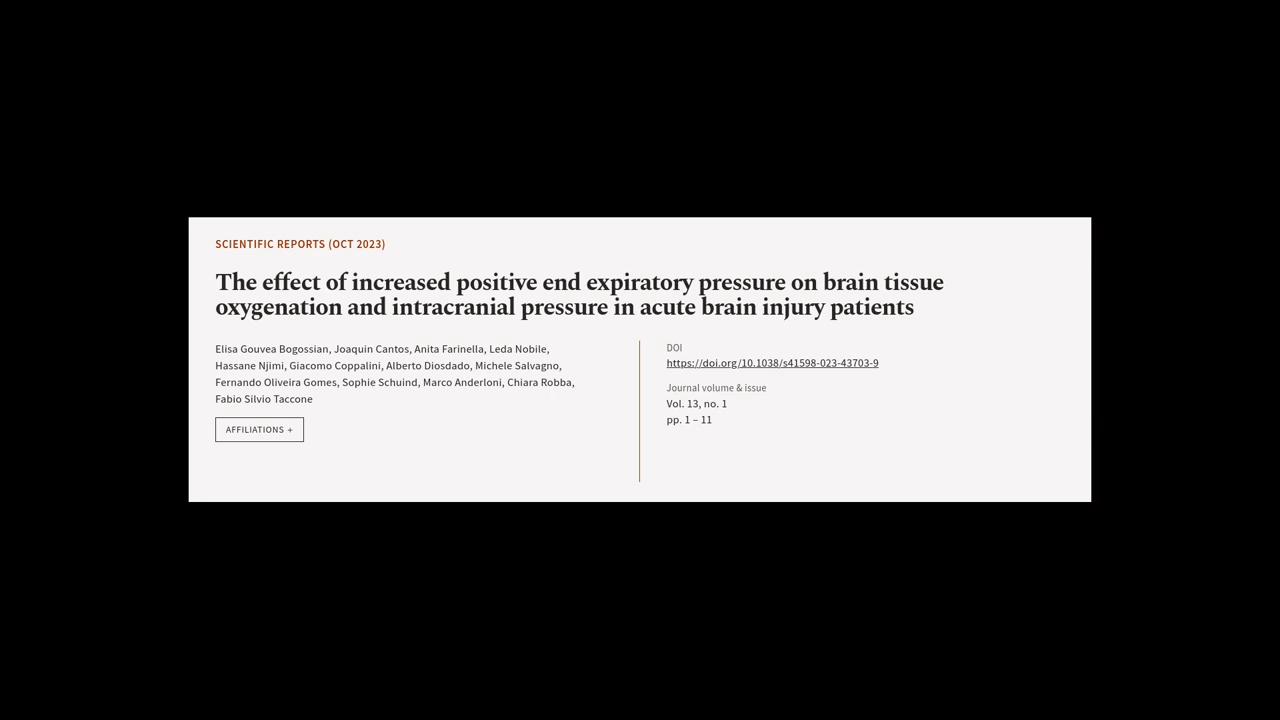 SCIENTIFIC REPORTS (OCT 2023)
The effect of increased positive end expiratory pressure on brain tissue
oxygenation and intracranial pressure in acute brain injury patients
Elisa Gouvea Bogossian, Joaquin Cantos, Anita Farinella, Leda Nobile,
Hassane Njimi, Giacomo Coppalini, Alberto Diosdado, Michele Salvagno,
Fernando Oliveira Gomes, Sophie Schuind, Marco Anderloni, Chiara Robba,
Fabio Silvio Taccone
AFFILIATIONS +
DOI
https://doi.org/10.1038/s41598-023-43703-9
Journal volume & issue
Vol. 13, no. 1
pp. 1 – 11